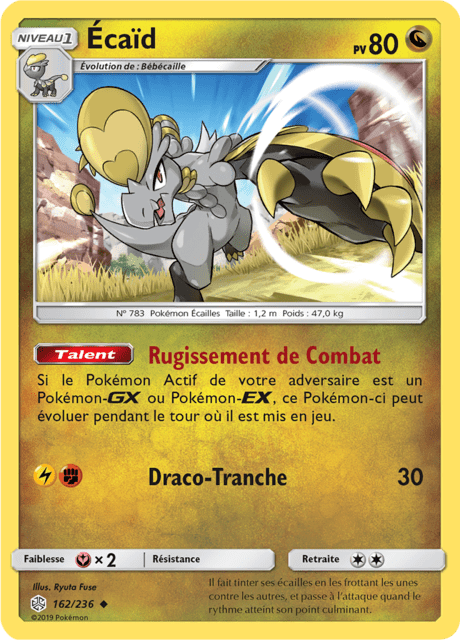 NIVEAU 1
Écaïd
PV 80
Évolution de : Bébécaille
N° 783 Pokémon Écailles Taille : 1,2 m Poids : 47,0 kg
Talent Rugissement de Combat
Si le Pokémon Actif de votre adversaire est un
Pokémon-GX ou Pokémon-EX, ce Pokémon-ci peut
évoluer pendant le tour où il est mis en jeu.
Draco-Tranche 30
Faiblesse × 2 Résistance Retraite
Illus. Ryuta Fuse
162/236
©2019 Pokémon
Il fait tinter ses écailles en les frottant les unes
contre les autres, et passe à l'attaque quand le
rythme atteint son point culminant.